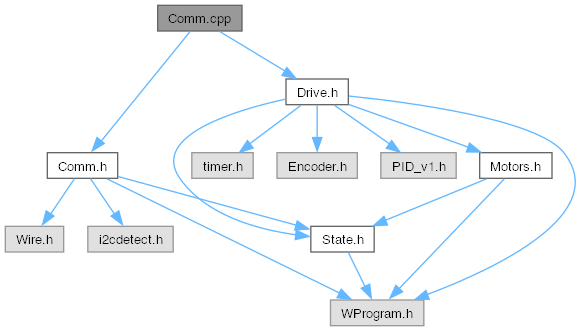 Comm.cpp
Drive.h
Comm.h
timer.h
Encoder.h
PID_v1.h
Motors.h
Wire.h
i2cdetect.h
State.h
WProgram.h